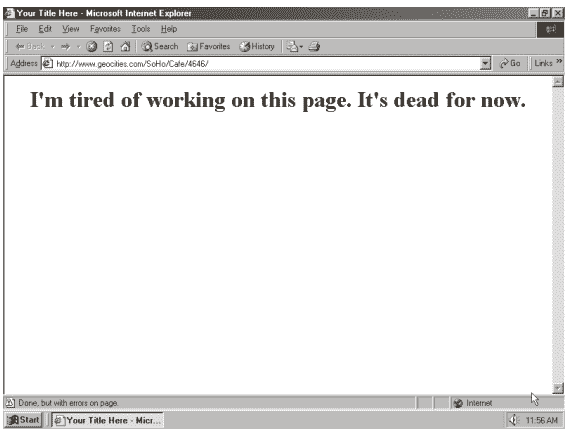 Your Title Here - Microsoft Internet Explorer
File Edit View Favorites Tools Help
Back Search Favorites History
Address http://www.geocities.com/SoHo/Cafe/4646/ Go Links »
I'm tired of working on this page. It's dead for now.
Done, but with errors on page. Internet
Start Your Title Here - Micr... 11:56 AM